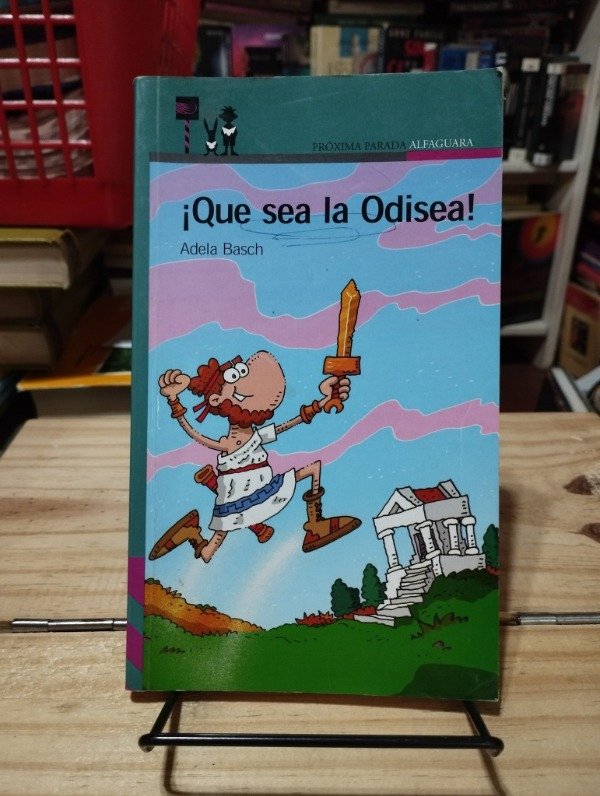 PRÓXIMA PARADA ALFAGUARA
¡Que sea la Odisea!
Adela Basch